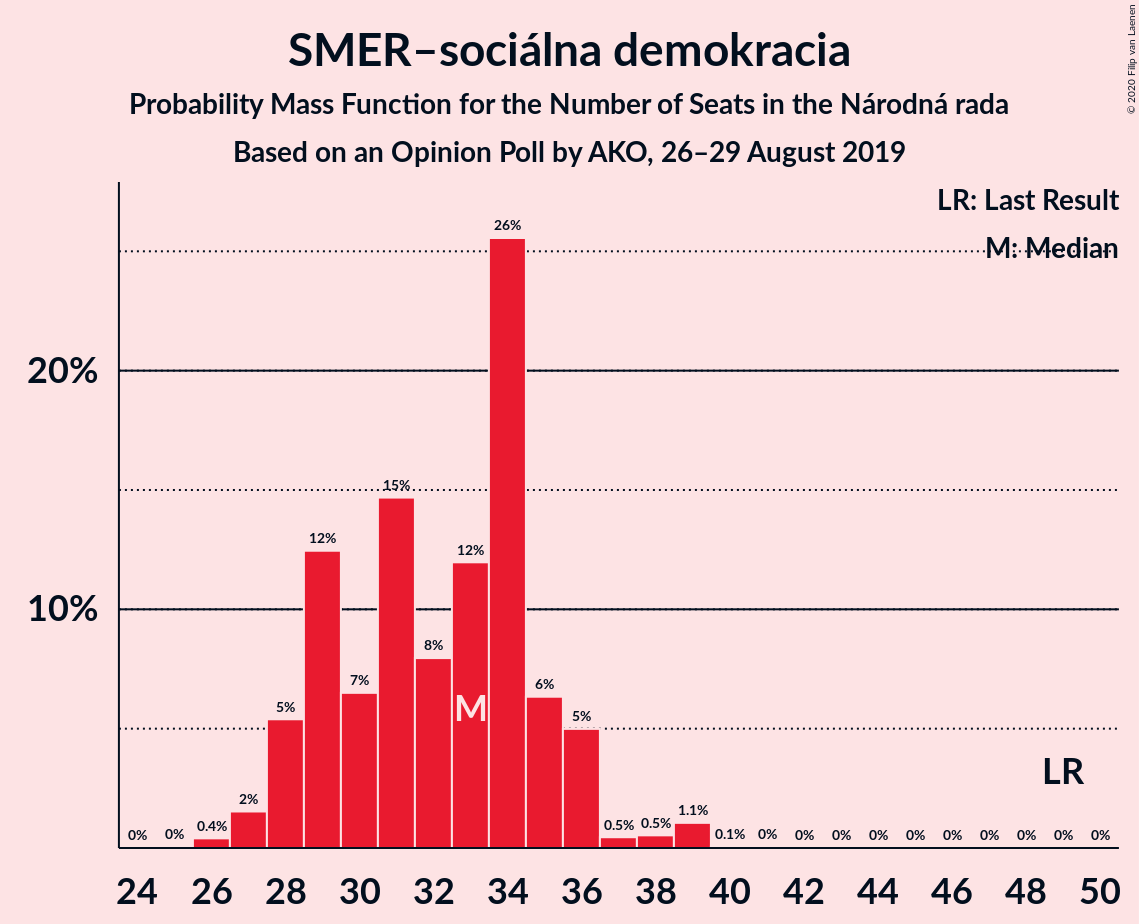 SMER–sociálna demokracia
Probability Mass Function for the Number of Seats in the Národná rada
Based on an Opinion Poll by AKO, 26–29 August 2019
© 2020 Filip van Laenen
LR: Last Result
M: Median
20%
10%
0% 0% 0.4% 2% 5% 12% 7% 15% 8% 12% 26% 6% 5% 0.5% 0.5% 1.1% 0.1% 0% 0% 0% 0% 0% 0% 0% 0% 0% 0%
M
LR
24 26 28 30 32 34 36 38 40 42 44 46 48 50